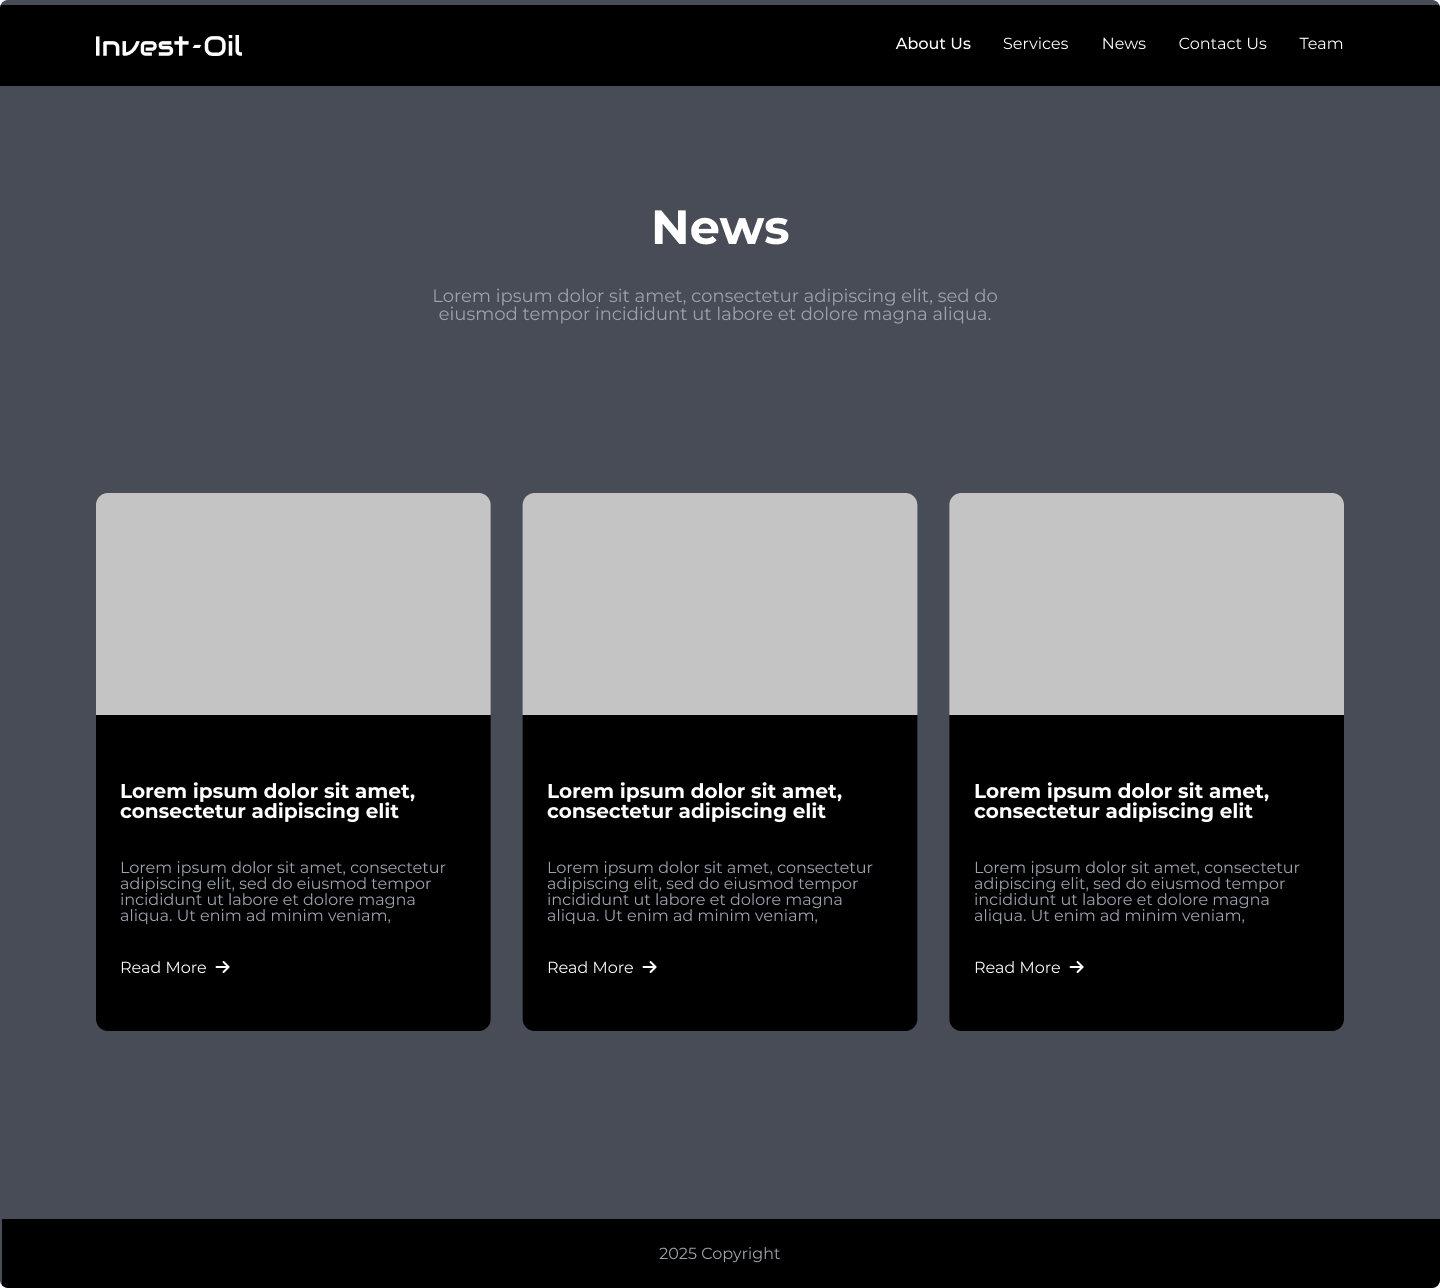 Invest-Oil
About Us Services News Contact Us Team
News
Lorem ipsum dolor sit amet, consectetur adipiscing elit, sed do
eiusmod tempor incididunt ut labore et dolore magna aliqua.
Lorem ipsum dolor sit amet,
consectetur adipiscing elit
Lorem ipsum dolor sit amet, consectetur
adipiscing elit, sed do eiusmod tempor
incididunt ut labore et dolore magna
aliqua. Ut enim ad minim veniam,
Read More →
Lorem ipsum dolor sit amet,
consectetur adipiscing elit
Lorem ipsum dolor sit amet, consectetur
adipiscing elit, sed do eiusmod tempor
incididunt ut labore et dolore magna
aliqua. Ut enim ad minim veniam,
Read More →
Lorem ipsum dolor sit amet,
consectetur adipiscing elit
Lorem ipsum dolor sit amet, consectetur
adipiscing elit, sed do eiusmod tempor
incididunt ut labore et dolore magna
aliqua. Ut enim ad minim veniam,
Read More →
2025 Copyright